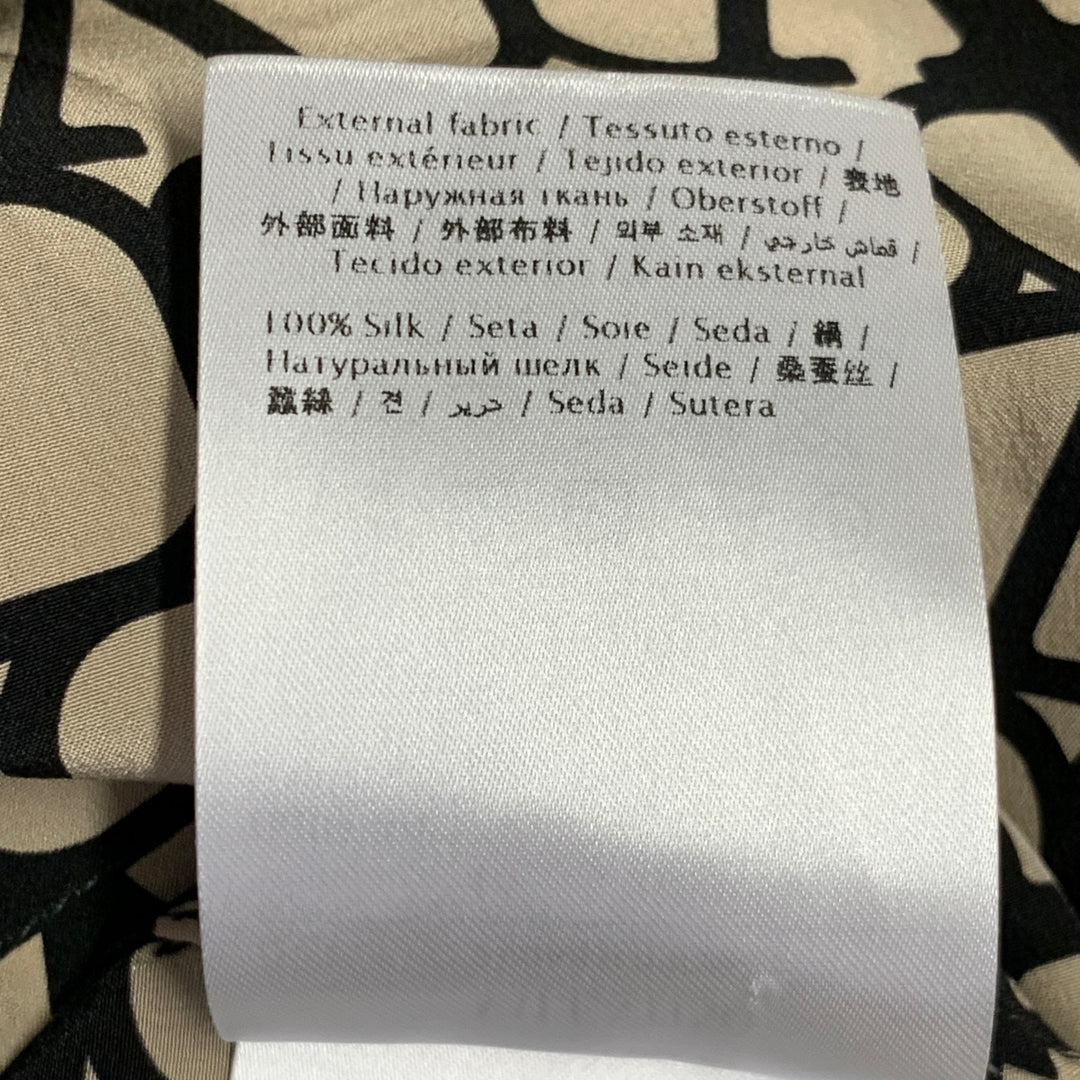 External fabric / Tessuto esterno /
Tissu extérieur / Tejido exterior / 表地
/ Наружная ткань / Oberstoff /
外部面料 / 外部布料 / 외부 소재 / قماش خارجي /
Tecido exterior / Kain eksternal
100% Silk / Seta / Soie / Seda / 絹 /
Натуральный шелк / Seide / 桑蚕丝 /
蠶絲 / 견 / حرير / Seda / Sutera